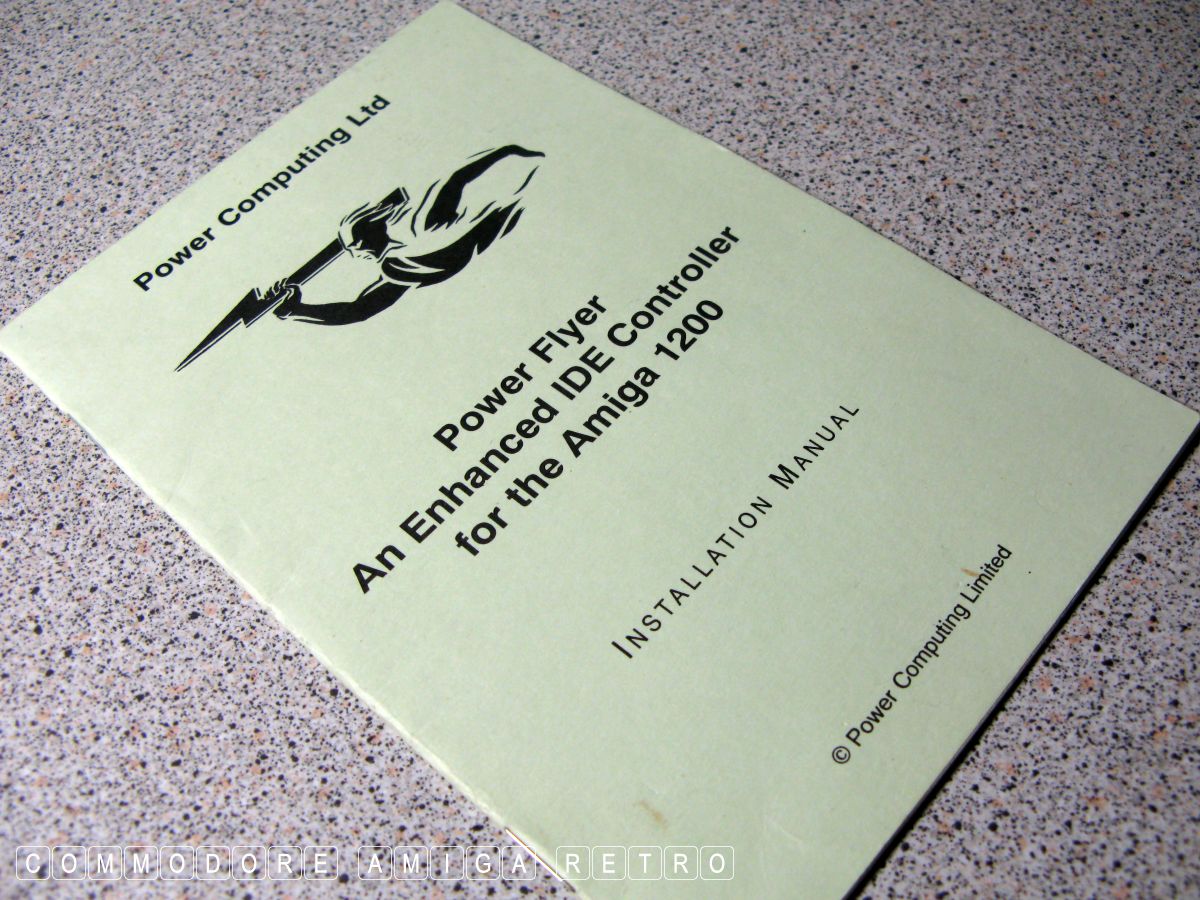 Power Computing Ltd
Power Flyer
An Enhanced IDE Controller
for the Amiga 1200
INSTALLATION MANUAL
© Power Computing Limited
COMMODORE AMIGA RETRO